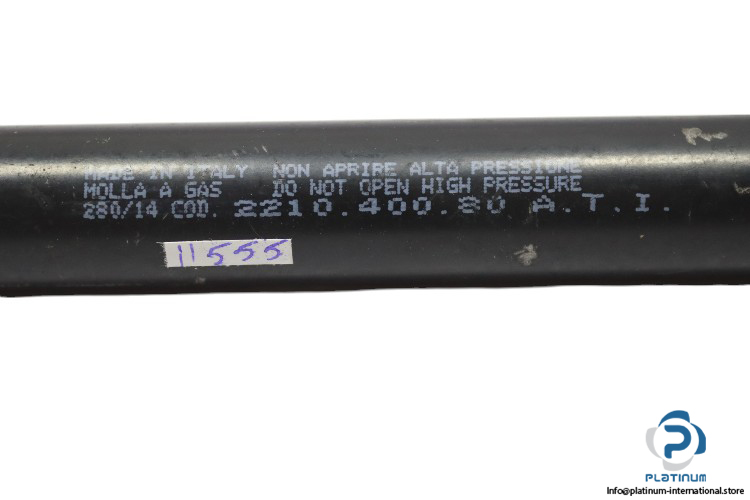 MADE IN ITALY NON APRIRE ALTA PRESSIONE
MOLLA A GAS DO NOT OPEN HIGH PRESSURE
280/14 COD. 2210.400.80 A.T.I.
11555
PLATINUM
Info@platinum-international.store